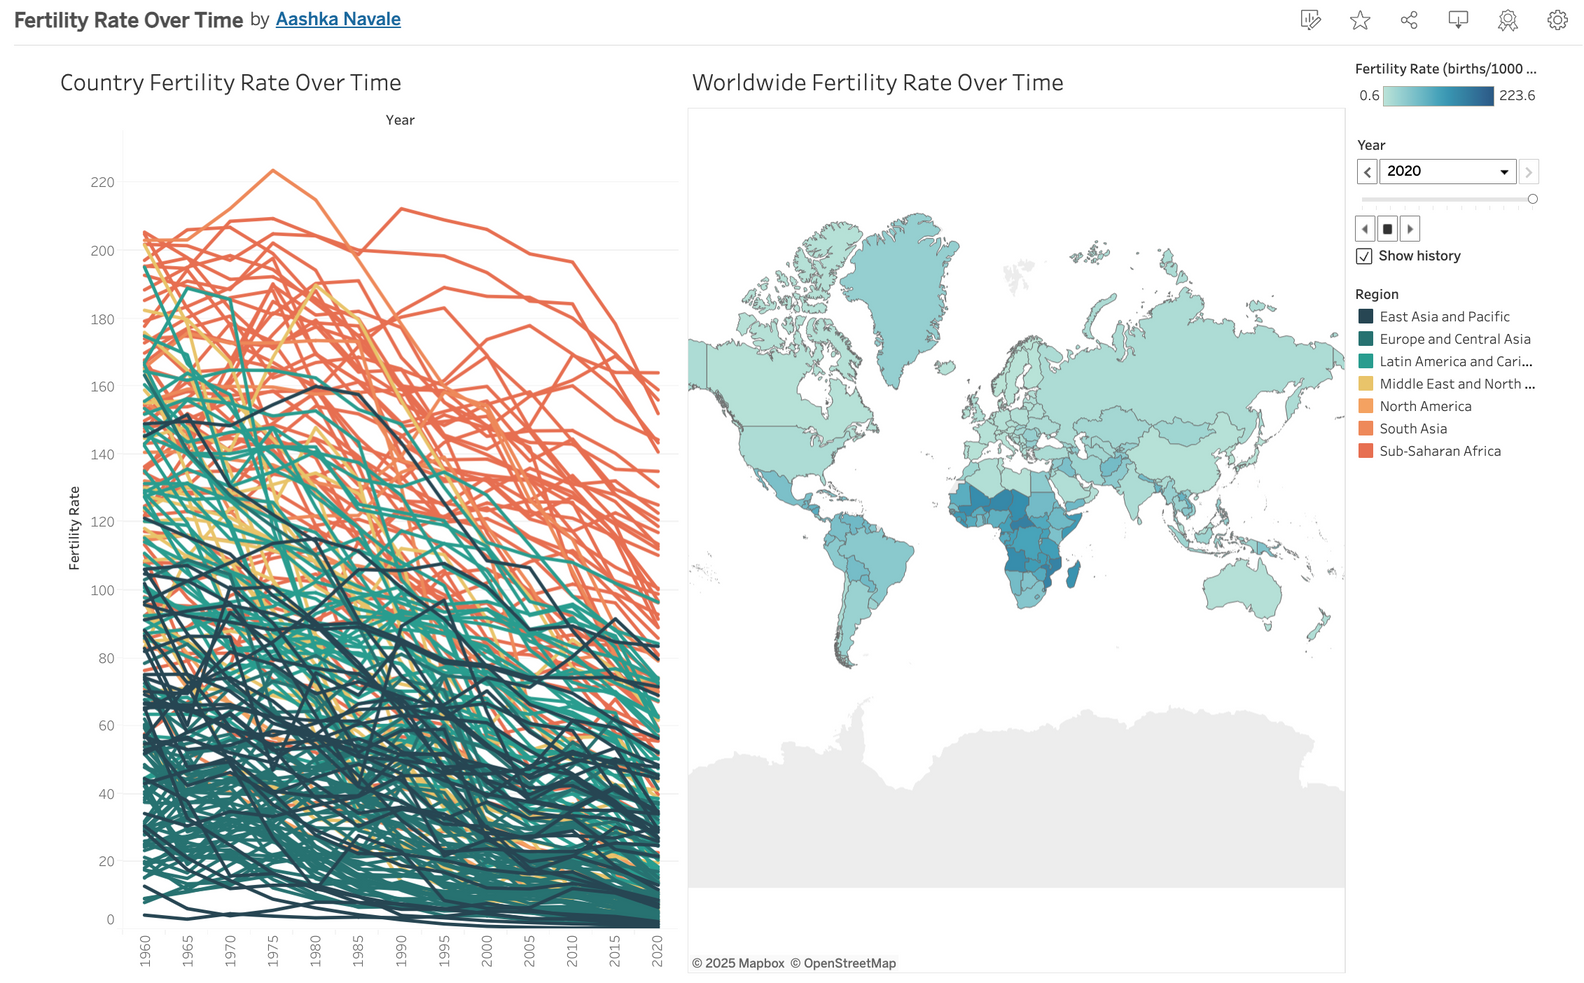 Fertility Rate Over Time by Aashka Navale
Country Fertility Rate Over Time
Year
Fertility Rate
220
200
180
160
140
120
100
80
60
40
20
0
1960
1965
1970
1975
1980
1985
1990
1995
2000
2005
2010
2015
2020
Worldwide Fertility Rate Over Time
© 2025 Mapbox © OpenStreetMap
Fertility Rate (births/1000 ...
0.6 223.6
Year
2020
Show history
Region
East Asia and Pacific
Europe and Central Asia
Latin America and Cari...
Middle East and North ...
North America
South Asia
Sub-Saharan Africa